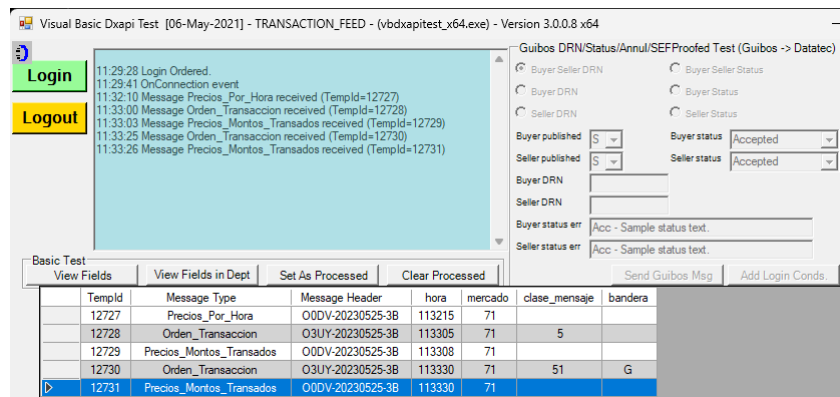 Visual Basic Dxapi Test [06-May-2021] - TRANSACTION_FEED - (vbdxapitest_x64.exe) - Version 3.0.0.8 x64
Login
Logout
11:29:28 Login Ordered.
11:29:41 OnConnection event
11:32:10 Message Precios_Por_Hora received (TempId=12727)
11:33:00 Message Orden_Transaccion received (TempId=12728)
11:33:03 Message Precios_Montos_Transados received (TempId=12729)
11:33:25 Message Orden_Transaccion received (TempId=12730)
11:33:26 Message Precios_Montos_Transados received (TempId=12731)
Guibos DRN/Status/Annul/SEFProofed Test (Guibos -> Datatec)
Buyer Seller DRN Buyer Seller Status
Buyer DRN Buyer Status
Seller DRN Seller Status
Buyer published S Buyer status Accepted
Seller published S Seller status Accepted
Buyer DRN
Seller DRN
Buyer status err Acc - Sample status text.
Seller status err Acc - Sample status text.
Send Guibos Msg Add Login Conds.
Basic Test
View Fields View Fields in Dept Set As Processed Clear Processed
TempId Message Type Message Header hora mercado clase_mensaje bandera
12727 Precios_Por_Hora O0DV-20230525-3B 113215 71
12728 Orden_Transaccion O3UY-20230525-3B 113305 71 5
12729 Precios_Montos_Transados O0DV-20230525-3B 113308 71
12730 Orden_Transaccion O3UY-20230525-3B 113330 71 51 G
12731 Precios_Montos_Transados O0DV-20230525-3B 113330 71